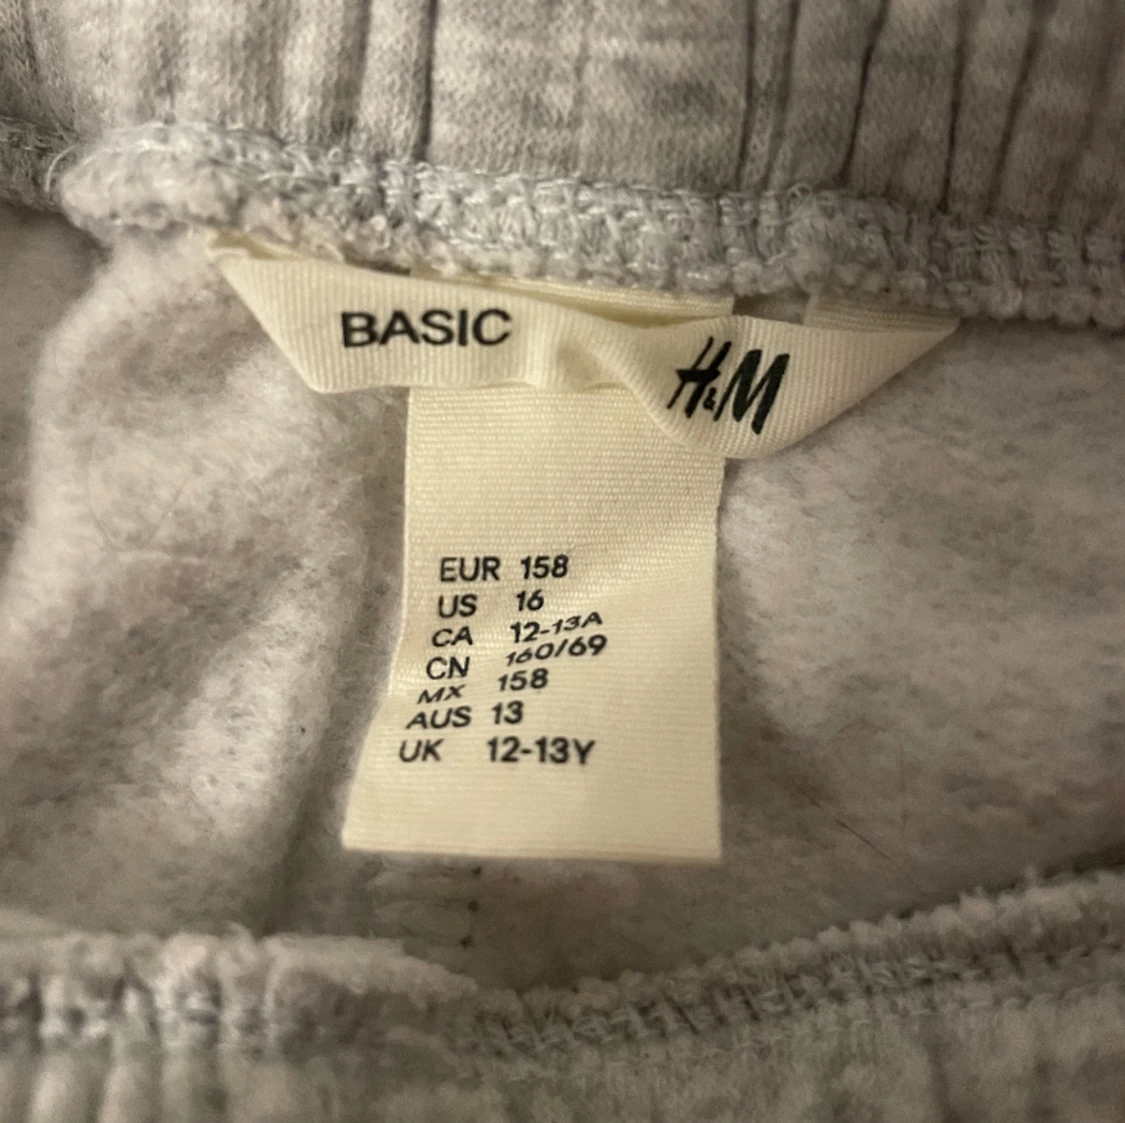 BASIC
H&M
EUR 158
US 16
CA 12-13A
CN 160/69
MX 158
AUS 13
UK 12-13Y